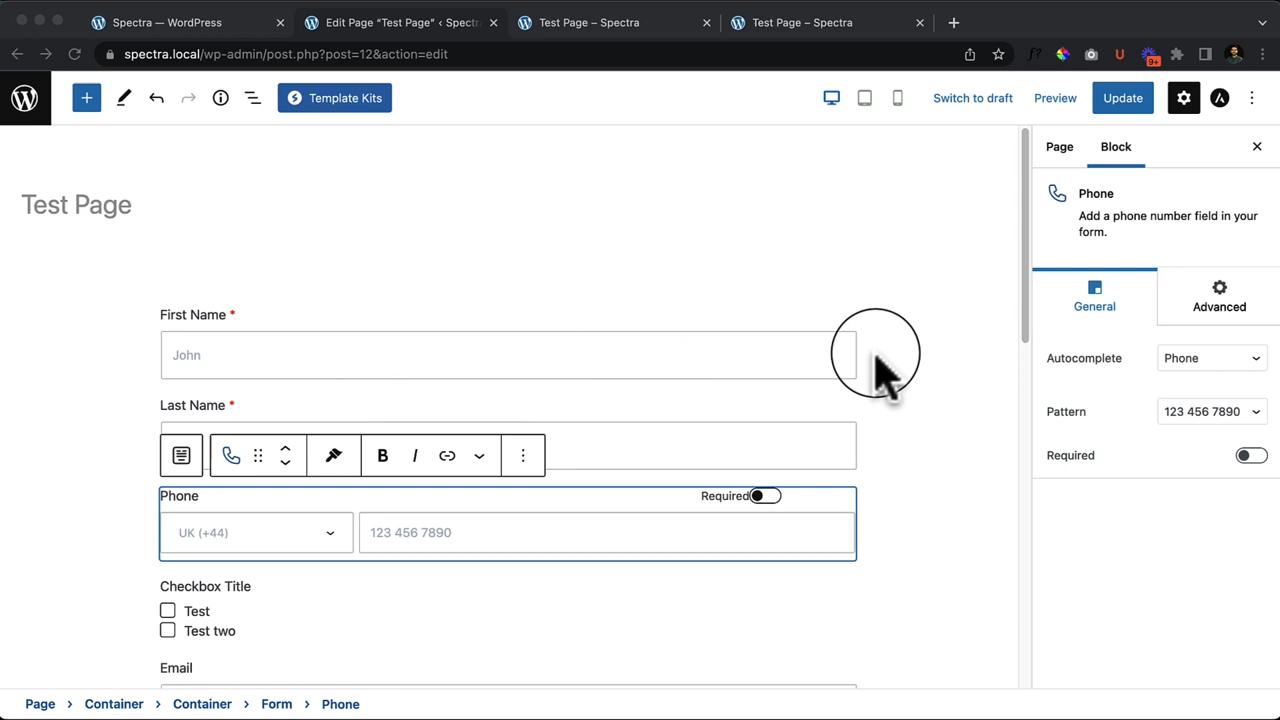 Spectra — WordPress
Edit Page “Test Page” ‹ Spectr
Test Page – Spectra
Test Page – Spectra
spectra.local/wp-admin/post.php?post=12&action=edit
f?
U
9+
Template Kits
Switch to draft
Preview
Update
Page
Block
Test Page
Phone
Add a phone number field in your
form.
General
Advanced
Autocomplete
Phone
Pattern
123 456 7890
Required
First Name *
John
Last Name *
B I
Phone
Required
UK (+44)
123 456 7890
Checkbox Title
Test
Test two
Email
Page › Container › Container › Form › Phone